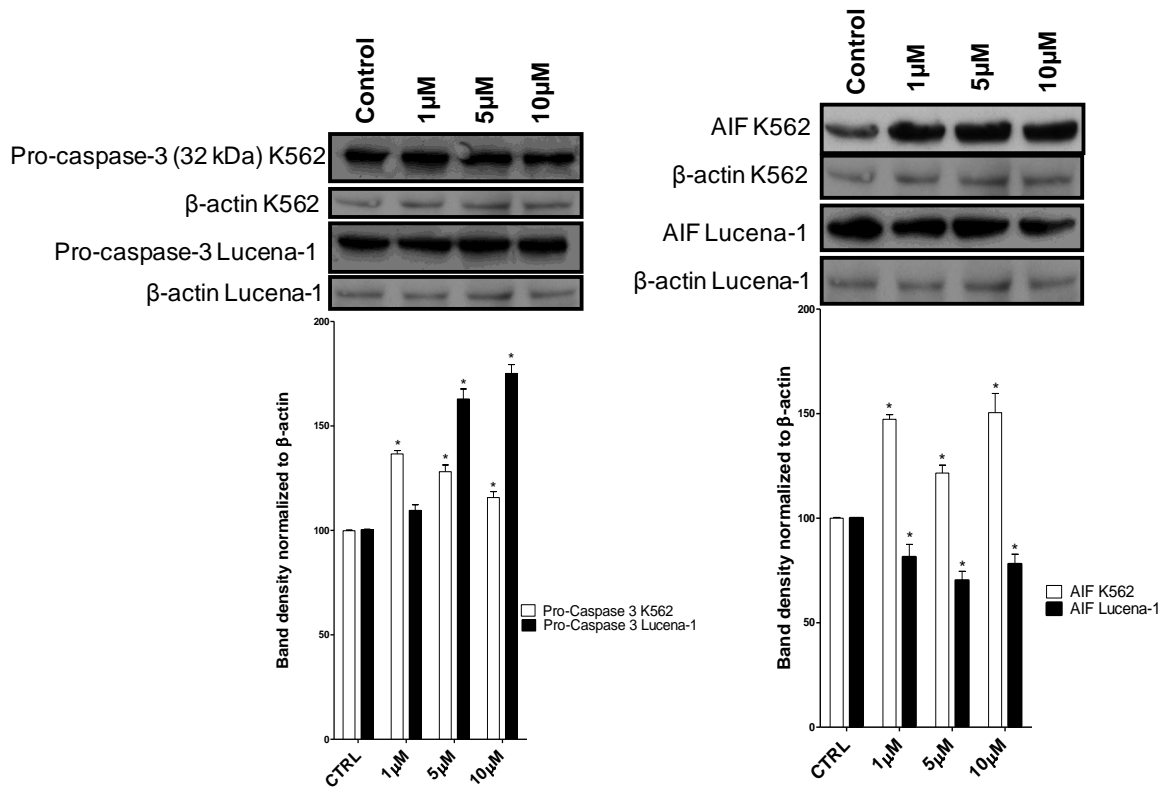 Control
1μM
5μM
10μM
Pro-caspase-3 (32 kDa) K562
β-actin K562
Pro-caspase-3 Lucena-1
β-actin Lucena-1
Band density normalized to β-actin
200
150
100
50
0
*
*
*
*
*
CTRL
1μM
5μM
10μM
Pro-Caspase 3 K562
Pro-Caspase 3 Lucena-1
Control
1μM
5μM
10μM
AIF K562
β-actin K562
AIF Lucena-1
β-actin Lucena-1
Band density normalized to β-actin
200
150
100
50
0
*
*
*
*
*
*
CTRL
1μM
5μM
10μM
AIF K562
AIF Lucena-1